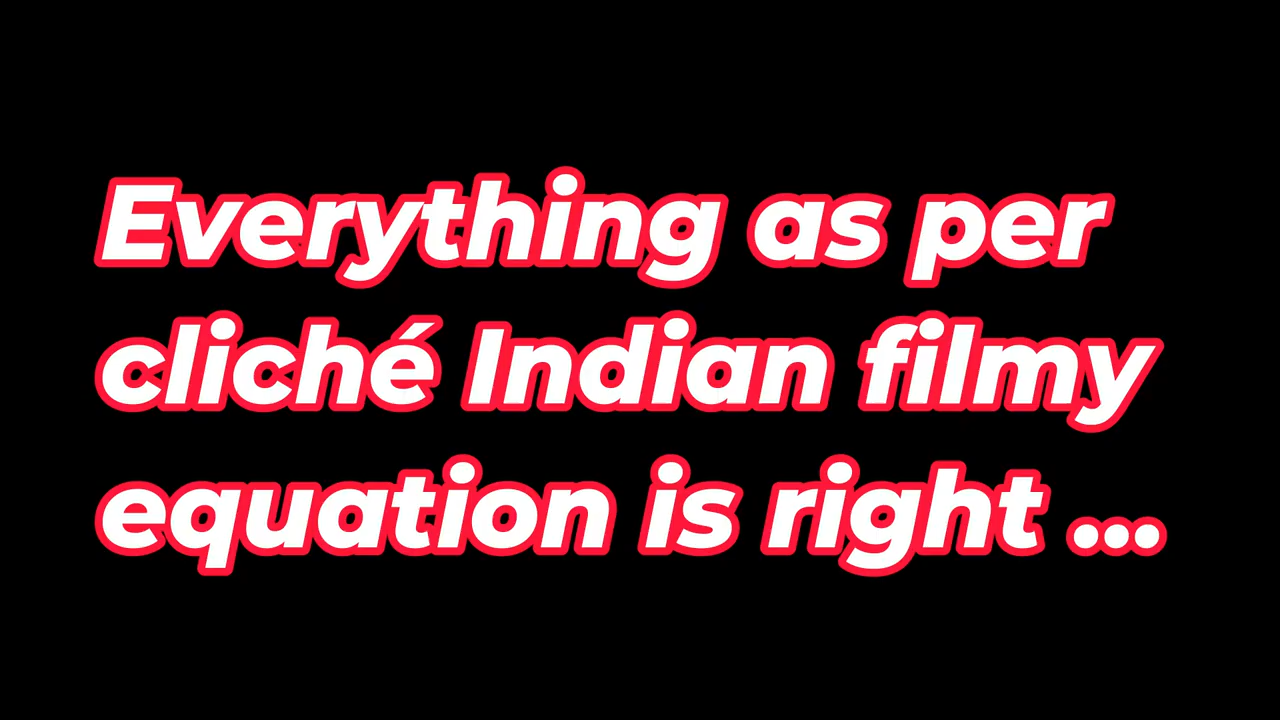 Everything as per
cliché Indian filmy
equation is right ...